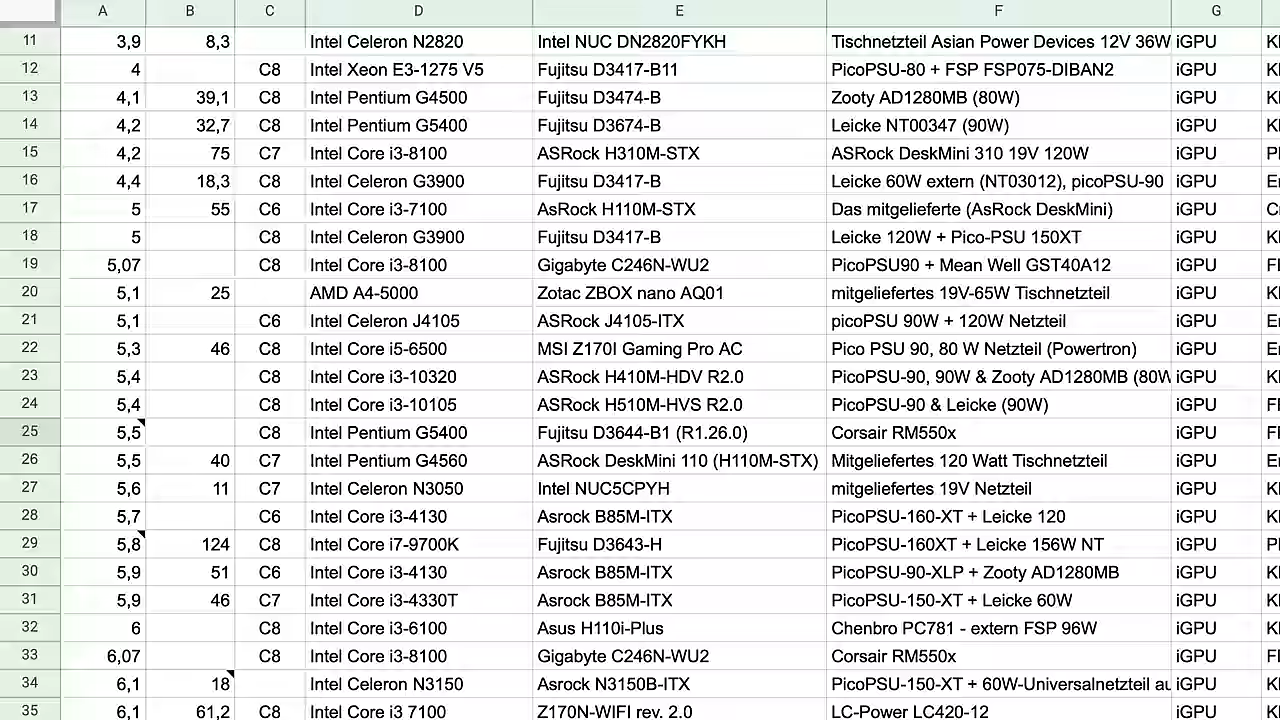 A B C D E F G
11 3,9 8,3 Intel Celeron N2820 Intel NUC DN2820FYKH Tischnetzteil Asian Power Devices 12V 36W iGPU
12 4 C8 Intel Xeon E3-1275 V5 Fujitsu D3417-B11 PicoPSU-80 + FSP FSP075-DIBAN2 iGPU
13 4,1 39,1 C8 Intel Pentium G4500 Fujitsu D3474-B Zooty AD1280MB (80W) iGPU
14 4,2 32,7 C8 Intel Pentium G5400 Fujitsu D3674-B Leicke NT00347 (90W) iGPU
15 4,2 75 C7 Intel Core i3-8100 ASRock H310M-STX ASRock DeskMini 310 19V 120W iGPU
16 4,4 18,3 C8 Intel Celeron G3900 Fujitsu D3417-B Leicke 60W extern (NT03012), picoPSU-90 iGPU
17 5 55 C6 Intel Core i3-7100 AsRock H110M-STX Das mitgelieferte (AsRock DeskMini) iGPU
18 5 C8 Intel Celeron G3900 Fujitsu D3417-B Leicke 120W + Pico-PSU 150XT iGPU
19 5,07 C8 Intel Core i3-8100 Gigabyte C246N-WU2 PicoPSU90 + Mean Well GST40A12 iGPU
20 5,1 25 AMD A4-5000 Zotac ZBOX nano AQ01 mitgeliefertes 19V-65W Tischnetzteil iGPU
21 5,1 C6 Intel Celeron J4105 ASRock J4105-ITX picoPSU 90W + 120W Netzteil iGPU
22 5,3 46 C8 Intel Core i5-6500 MSI Z170I Gaming Pro AC Pico PSU 90, 80 W Netzteil (Powertron) iGPU
23 5,4 C8 Intel Core i3-10320 ASRock H410M-HDV R2.0 PicoPSU-90, 90W & Zooty AD1280MB (80W iGPU
24 5,4 C8 Intel Core i3-10105 ASRock H510M-HVS R2.0 PicoPSU-90 & Leicke (90W) iGPU
25 5,5 C8 Intel Pentium G5400 Fujitsu D3644-B1 (R1.26.0) Corsair RM550x iGPU
26 5,5 40 C7 Intel Pentium G4560 ASRock DeskMini 110 (H110M-STX) Mitgeliefertes 120 Watt Tischnetzteil iGPU
27 5,6 11 C7 Intel Celeron N3050 Intel NUC5CPYH mitgeliefertes 19V Netzteil iGPU
28 5,7 C6 Intel Core i3-4130 Asrock B85M-ITX PicoPSU-160-XT + Leicke 120 iGPU
29 5,8 124 C8 Intel Core i7-9700K Fujitsu D3643-H PicoPSU-160XT + Leicke 156W NT iGPU
30 5,9 51 C6 Intel Core i3-4130 Asrock B85M-ITX PicoPSU-90-XLP + Zooty AD1280MB iGPU
31 5,9 46 C7 Intel Core i3-4330T Asrock B85M-ITX PicoPSU-150-XT + Leicke 60W iGPU
32 6 C8 Intel Core i3-6100 Asus H110i-Plus Chenbro PC781 - extern FSP 96W iGPU
33 6,07 C8 Intel Core i3-8100 Gigabyte C246N-WU2 Corsair RM550x iGPU
34 6,1 18 Intel Celeron N3150 Asrock N3150B-ITX PicoPSU-150-XT + 60W-Universalnetzteil au iGPU
35 6,1 61,2 C8 Intel Core i3 7100 Z170N-WIFI rev. 2.0 LC-Power LC420-12 iGPU